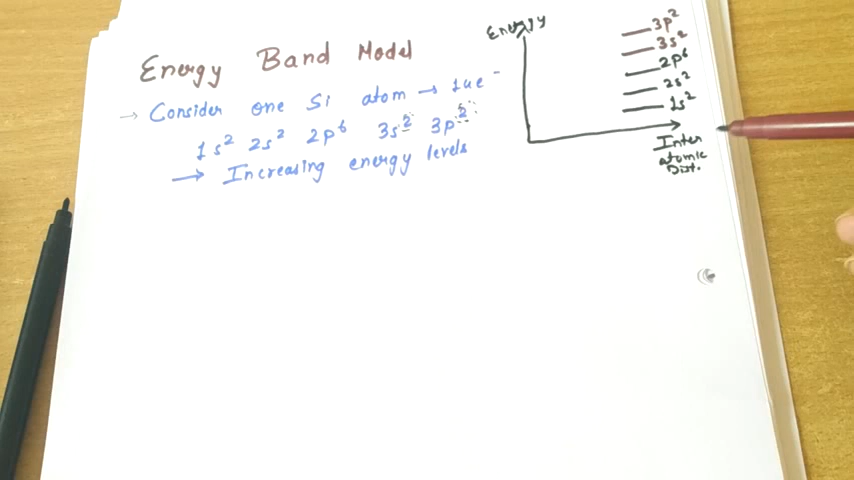 Energy Band Model
→ Consider one Si atom → 14e⁻
1s² 2s² 2p⁶ 3s² 3p²
→ Increasing energy levels
Energy
3p²
3s²
2p⁶
2s²
1s²
Inter
atomic
Dist.